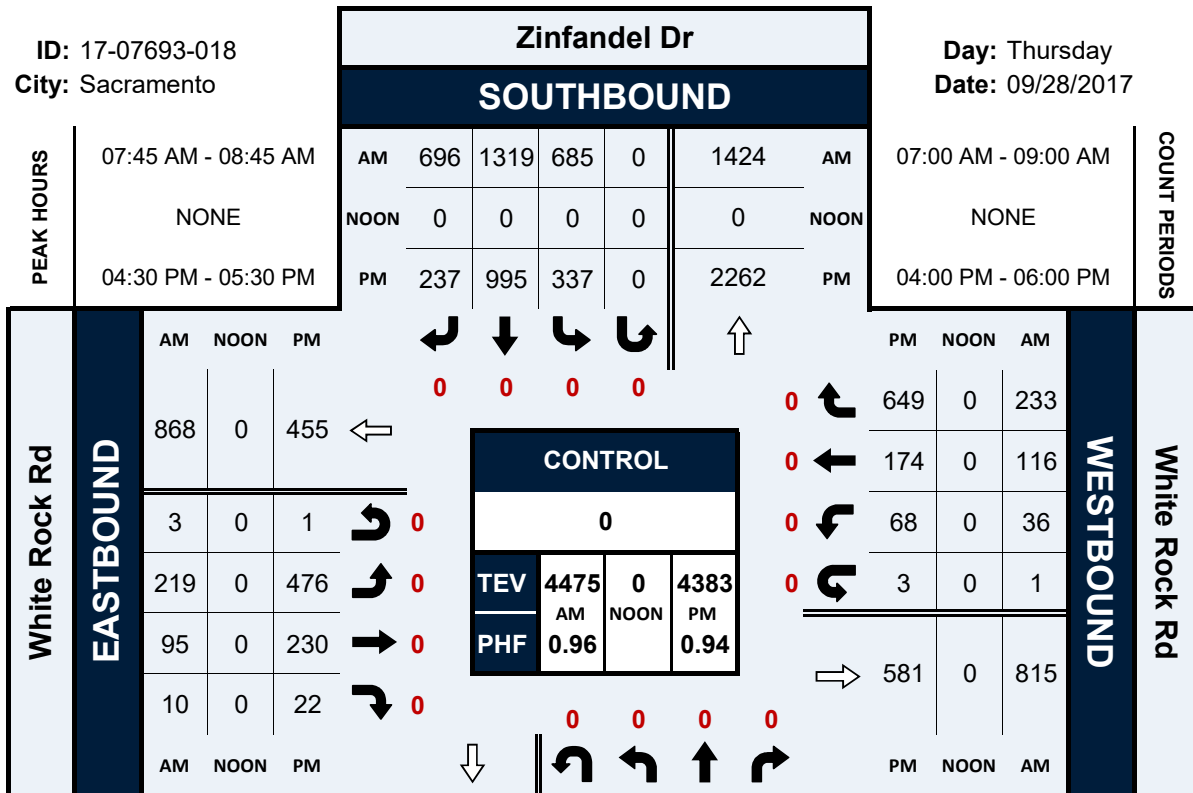 ID: 17-07693-018
City: Sacramento
Zinfandel Dr
SOUTHBOUND
Day: Thursday
Date: 09/28/2017
PEAK HOURS
07:45 AM - 08:45 AM
NONE
04:30 PM - 05:30 PM
AM 696 1319 685 0 1424 AM
NOON 0 0 0 0 0 NOON
PM 237 995 337 0 2262 PM
07:00 AM - 09:00 AM
NONE
04:00 PM - 06:00 PM
COUNT PERIODS
0 0 0 0
White Rock Rd
EASTBOUND
AM NOON PM
868 0 455
3 0 1 0
219 0 476 0
95 0 230 0
10 0 22 0
AM NOON PM
CONTROL
0
TEV 4475 0 4383
AM NOON PM
PHF 0.96 0.94
PM NOON AM
0 649 0 233
0 174 0 116
0 68 0 36
0 3 0 1
581 0 815
PM NOON AM
WESTBOUND
White Rock Rd
0 0 0 0